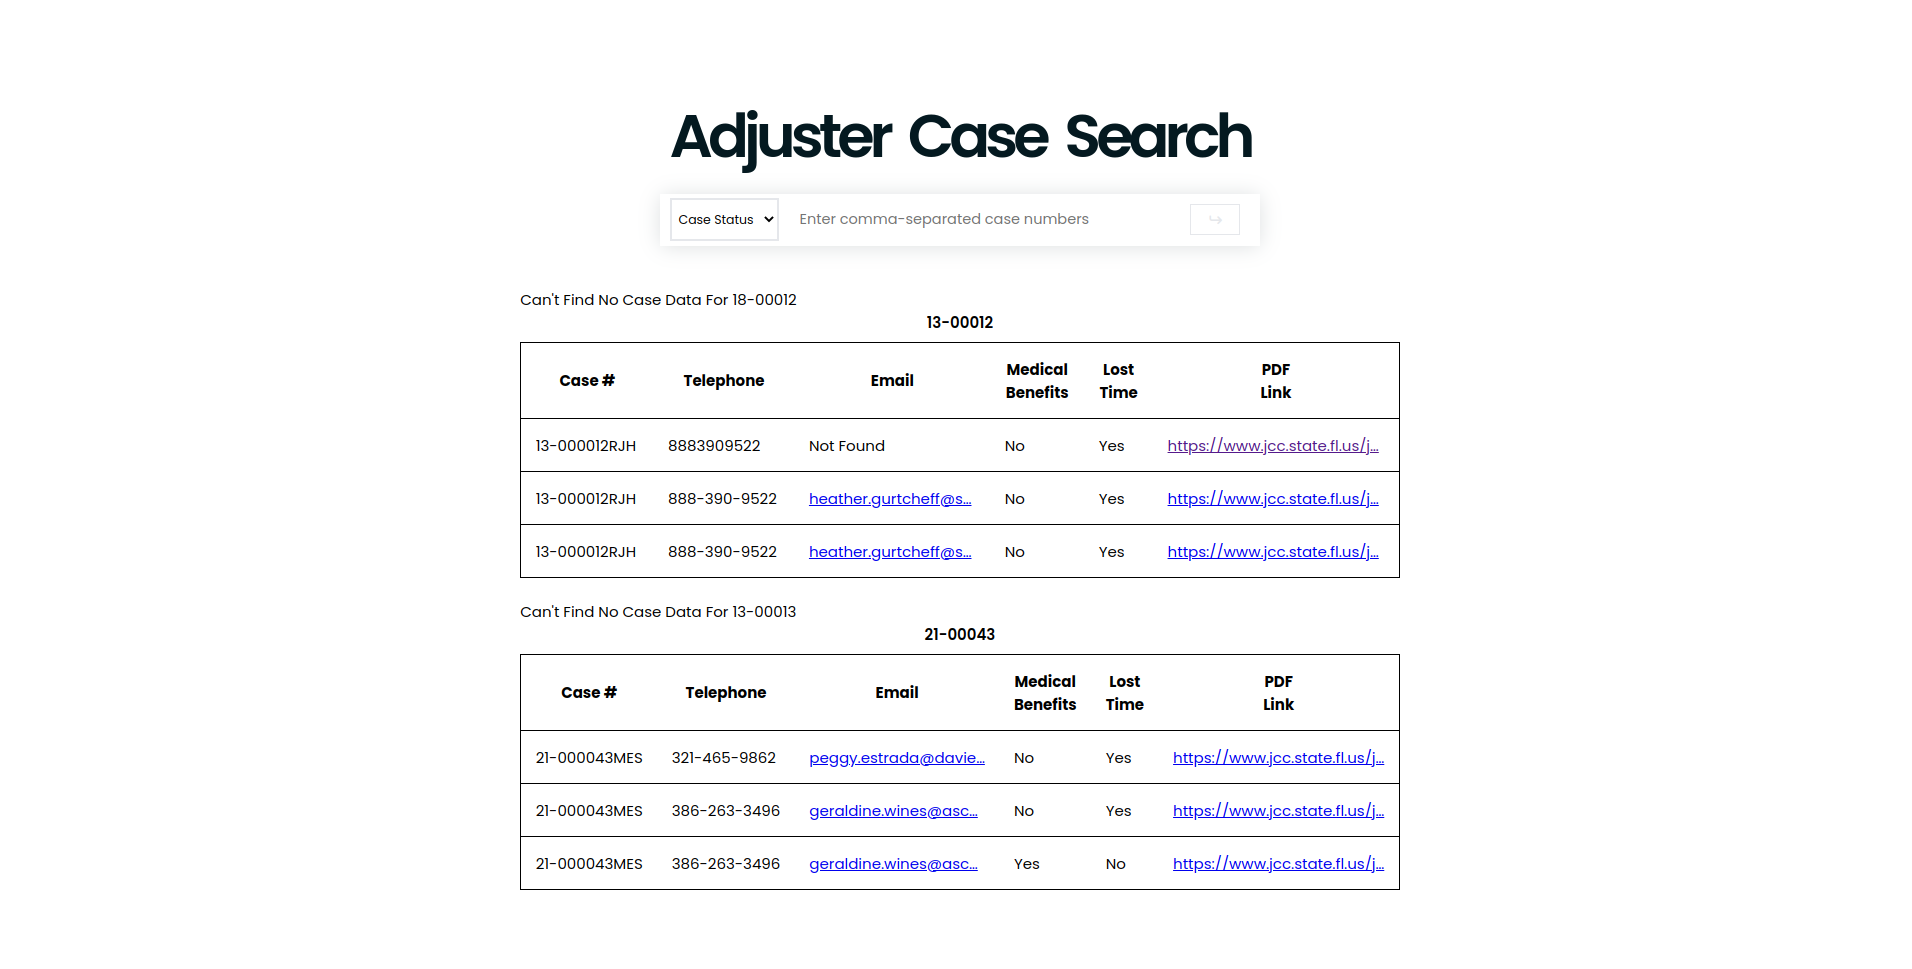 Adjuster Case Search
Case Status Enter comma-separated case numbers
Can't Find No Case Data For 18-00012
13-00012
Case # Telephone Email Medical Benefits Lost Time PDF Link
13-000012RJH 8883909522 Not Found No Yes https://www.jcc.state.fl.us/j...
13-000012RJH 888-390-9522 heather.gurtcheff@s... No Yes https://www.jcc.state.fl.us/j...
13-000012RJH 888-390-9522 heather.gurtcheff@s... No Yes https://www.jcc.state.fl.us/j...
Can't Find No Case Data For 13-00013
21-00043
Case # Telephone Email Medical Benefits Lost Time PDF Link
21-000043MES 321-465-9862 peggy.estrada@davie... No Yes https://www.jcc.state.fl.us/j...
21-000043MES 386-263-3496 geraldine.wines@asc... No Yes https://www.jcc.state.fl.us/j...
21-000043MES 386-263-3496 geraldine.wines@asc... Yes No https://www.jcc.state.fl.us/j...